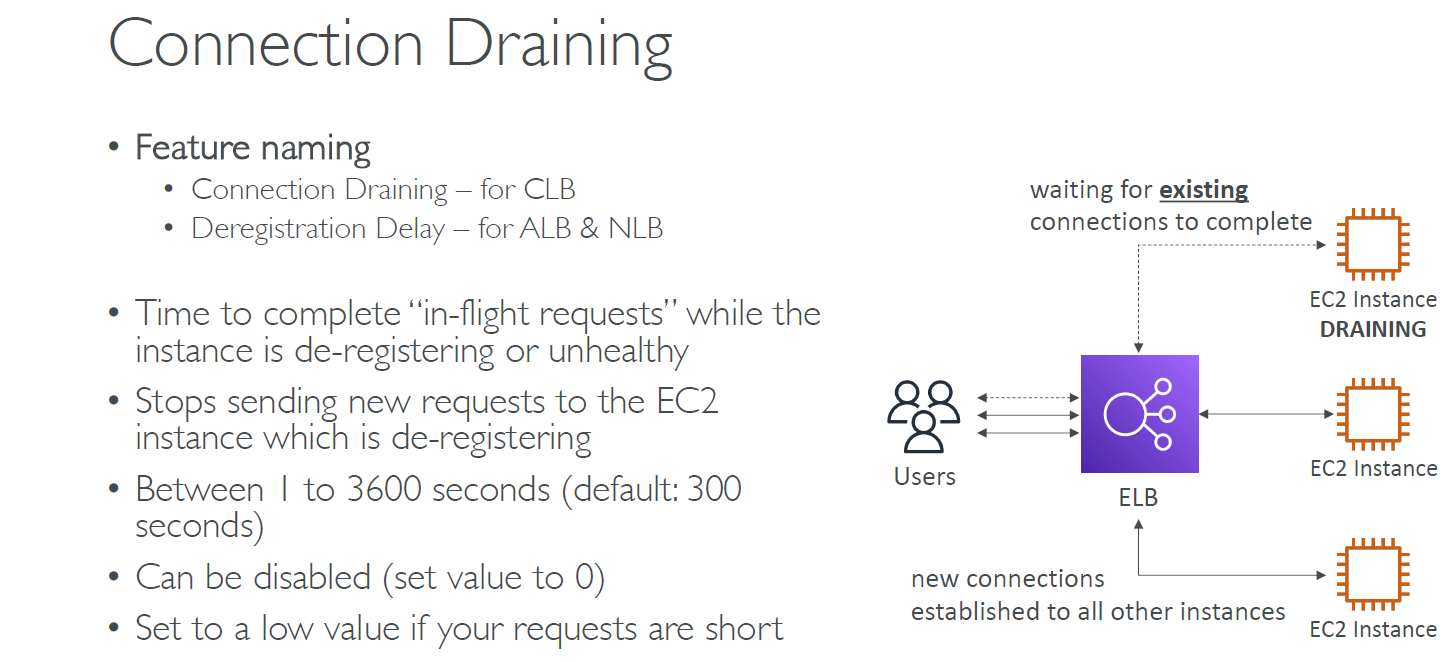 Connection Draining
• Feature naming
• Connection Draining – for CLB
• Deregistration Delay – for ALB & NLB
• Time to complete “in-flight requests” while the
instance is de-registering or unhealthy
• Stops sending new requests to the EC2
instance which is de-registering
• Between 1 to 3600 seconds (default: 300
seconds)
• Can be disabled (set value to 0)
• Set to a low value if your requests are short
waiting for existing
connections to complete
EC2 Instance
DRAINING
Users
ELB
EC2 Instance
new connections
established to all other instances
EC2 Instance